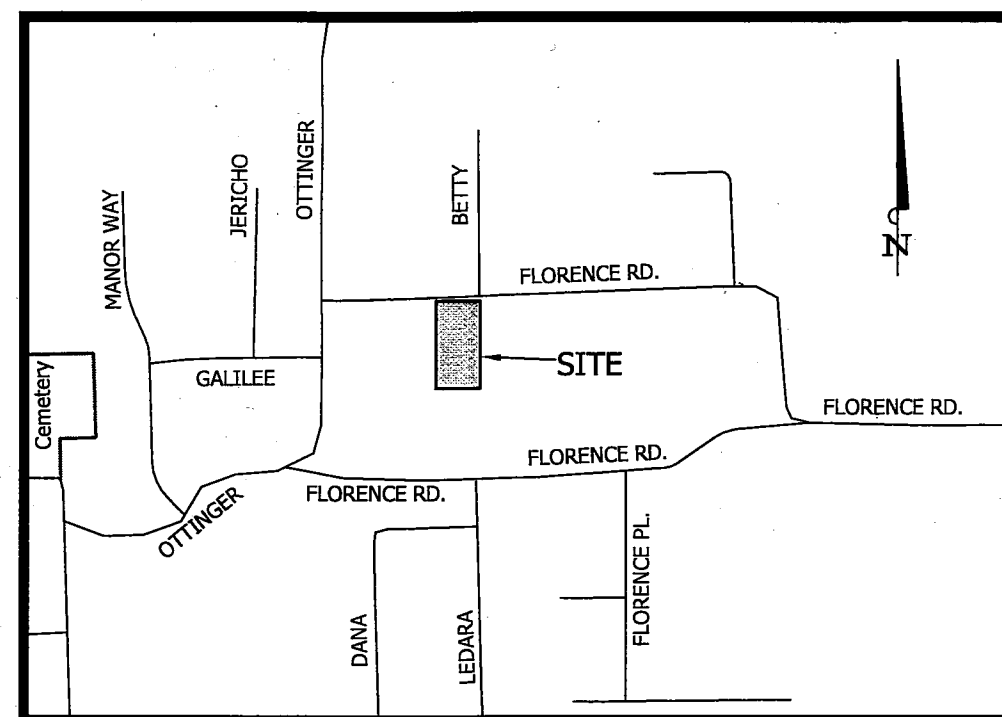 OTTINGER
BETTY
JERICHO
MANOR WAY
N
FLORENCE RD.
SITE
GALILEE
Cemetery
FLORENCE RD.
FLORENCE RD.
FLORENCE RD.
OTTINGER
FLORENCE PL.
DANA
LEDARA